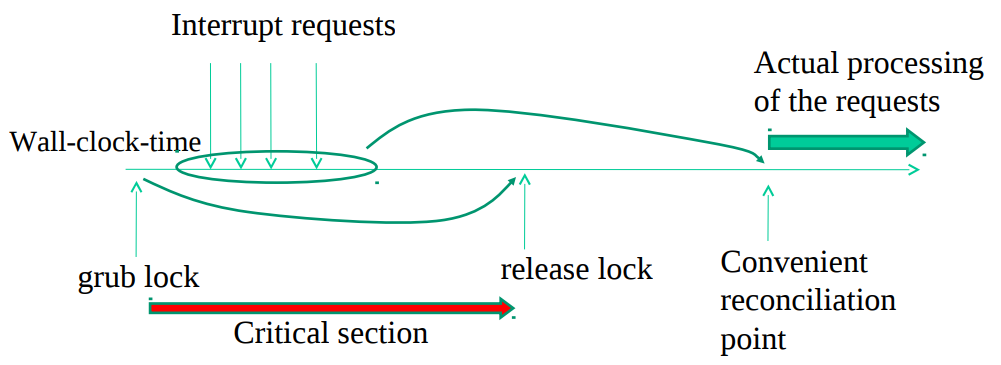 Interrupt requests
Actual processing
of the requests
Wall-clock-time
grub lock
release lock
Convenient
reconciliation
point
Critical section